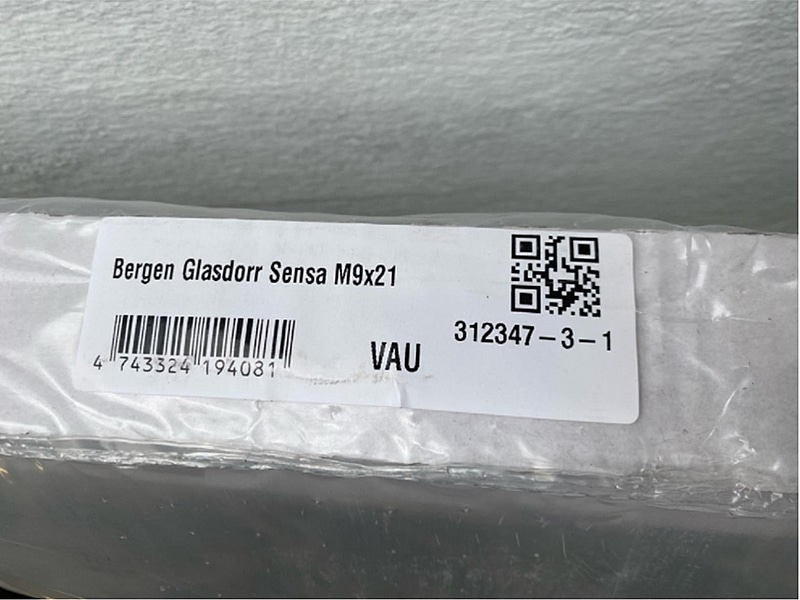 Bergen Glasdorr Sensa M9x21
312347-3-1
VAU
4 743324 194081